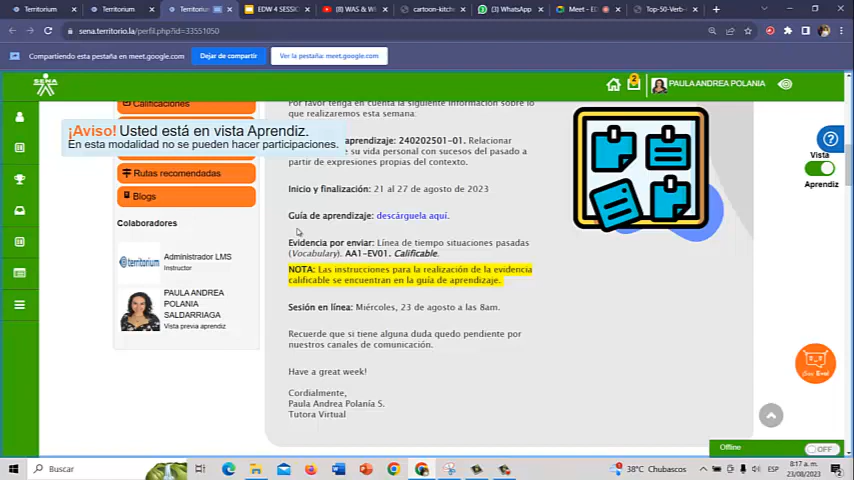 Territorium
Territorium
Territorium
EDW 4 SESSI
(8) WAS & W
cartoon-kitche
(3) WhatsApp
Meet - E
Top-50-Verb-
sena.territorio.la/perfil.php?id=33551050
Compartiendo esta pestaña en meet.google.com
Dejar de compartir
Ver la pestaña: meet.google.com
SENA
2
PAULA ANDREA POLANIA
Calificaciones
¡Aviso! Usted está en vista Aprendiz.
En esta modalidad no se pueden hacer participaciones.
Rutas recomendadas
Blogs
Colaboradores
territorium
Administrador LMS
Instructor
PAULA ANDREA
POLANIA
SALDARRIAGA
Vista previa aprendiz
Por favor tenga en cuenta la siguiente información sobre lo
que realizaremos esta semana:
aprendizaje: 240202501-01. Relacionar
su vida personal con sucesos del pasado a
partir de expresiones propias del contexto.
Inicio y finalización: 21 al 27 de agosto de 2023
Guía de aprendizaje: descárguela aquí.
Evidencia por enviar: Línea de tiempo situaciones pasadas
(Vocabulary). AA1-EV01. Calificable.
NOTA: Las instrucciones para la realización de la evidencia
calificable se encuentran en la guía de aprendizaje.
Sesión en línea: Miércoles, 23 de agosto a las 8am.
Recuerde que si tiene alguna duda quedo pendiente por
nuestros canales de comunicación.
Have a great week!
Cordialmente,
Paula Andrea Polanía S.
Tutora Virtual
?
Vista
Aprendiz
Offline
OFF
Buscar
38°C Chubascos
ESP
8:17 a. m.
23/08/2023
2